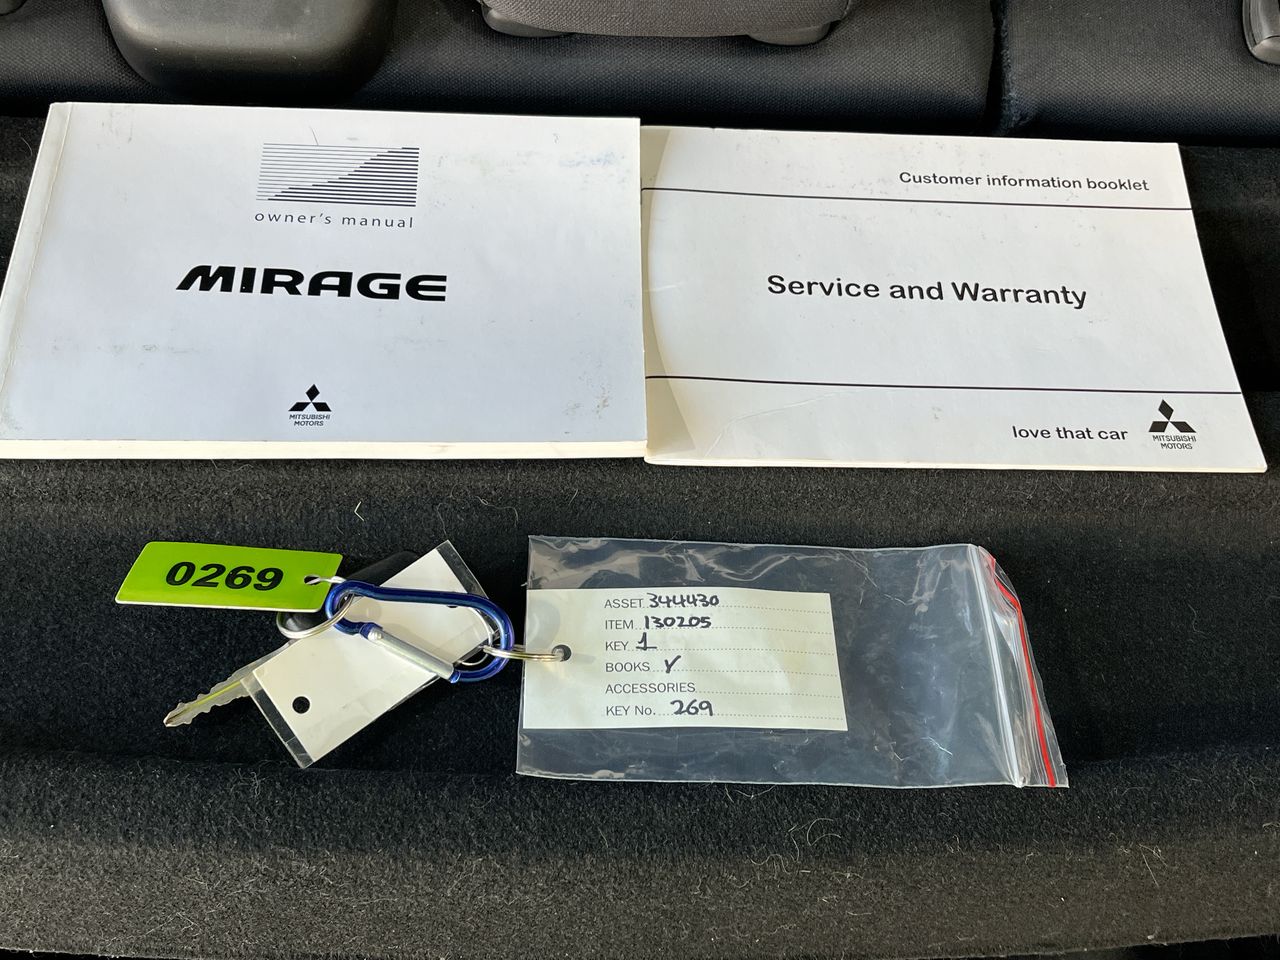 owner's manual
MIRAGE
MITSUBISHI
MOTORS
Customer information booklet
Service and Warranty
love that car
MITSUBISHI
MOTORS
0269
ASSET 344430
ITEM 130205
KEY 1
BOOKS Y
ACCESSORIES
KEY No. 269